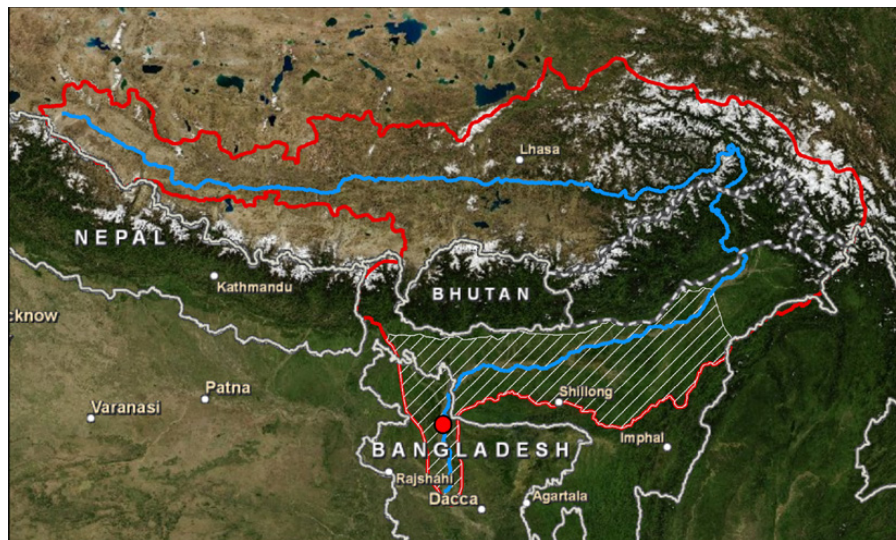 Lhasa
NEPAL
Kathmandu
BHUTAN
cknow
Patna
Varanasi
Shillong
Imphal
BANGLADESH
Rajshahi
Dacca
Agartala